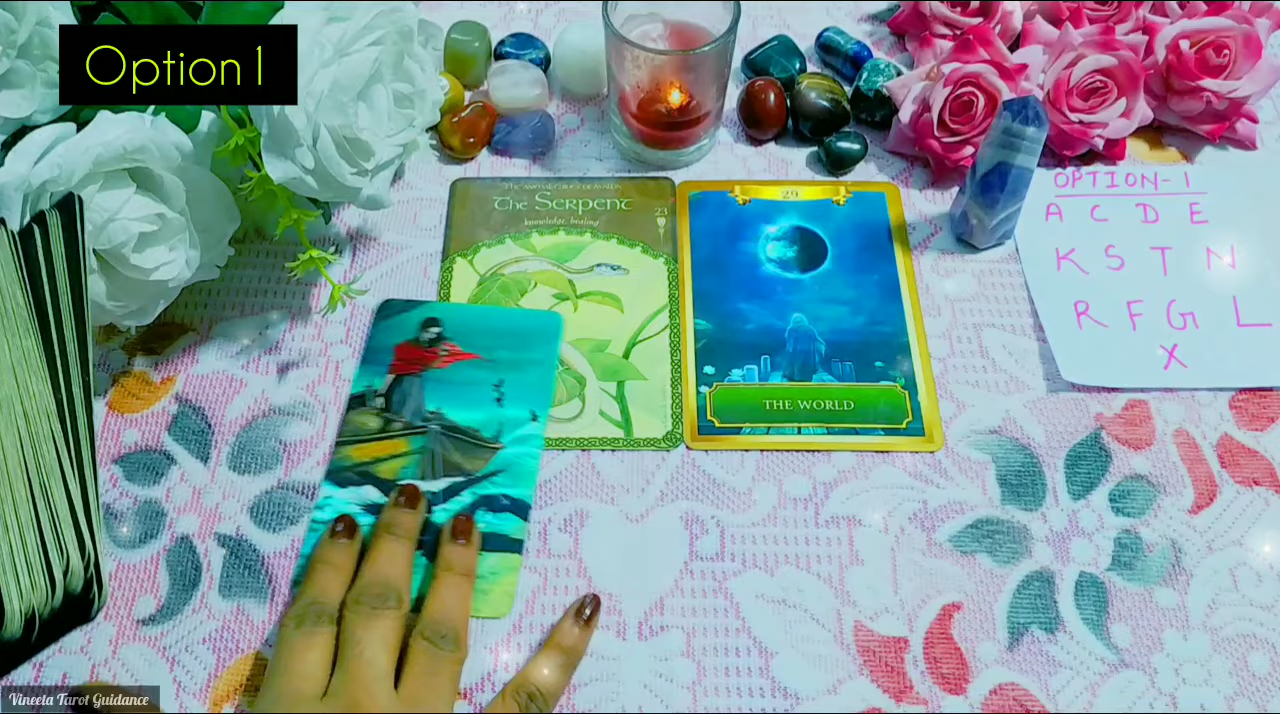 Option 1
The Serpent
knowledge, healing
23
29
THE WORLD
OPTION-1
A C D E
K S T N
R F G L
X
Vineeta Tarot Guidance